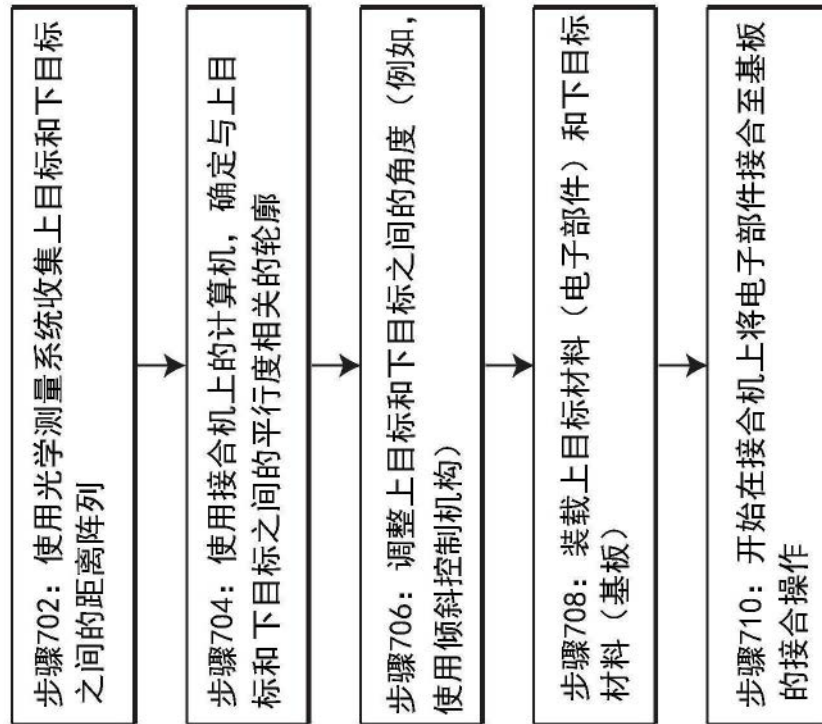 步骤702：使用光学测量系统收集上目标和下目标
之间的距离阵列
步骤704：使用接合机上的计算机，确定与上目
标和下目标之间的平行度相关的轮廓
步骤706：调整上目标和下目标之间的角度（例如，
使用倾斜控制机构）
步骤708：装载上目标材料（电子部件）和下目标
材料（基板）
步骤710：开始在接合机上将电子部件接合至基板
的接合操作